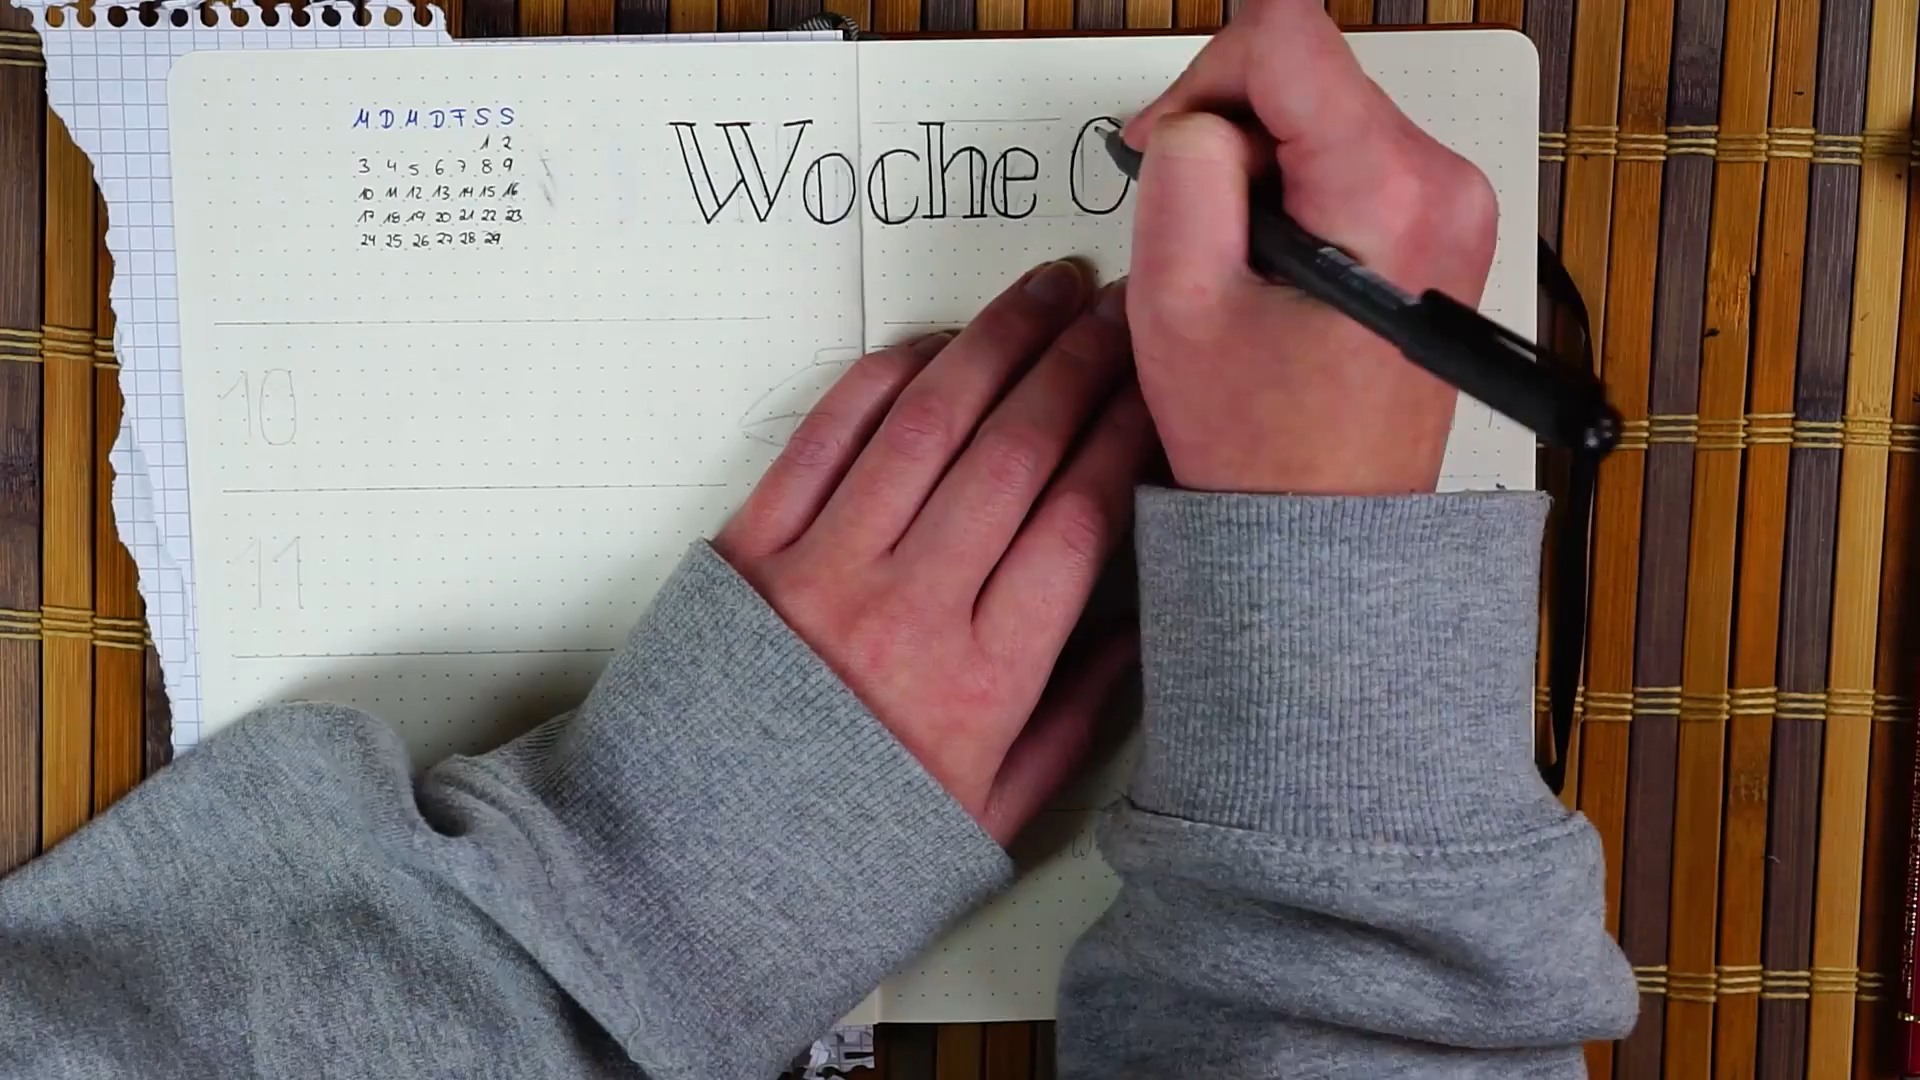 M D M D F S S
1 2
3 4 5 6 7 8 9
10 11 12 13 14 15 16
17 18 19 20 21 22 23
24 25 26 27 28 29
Woche 0
10
11